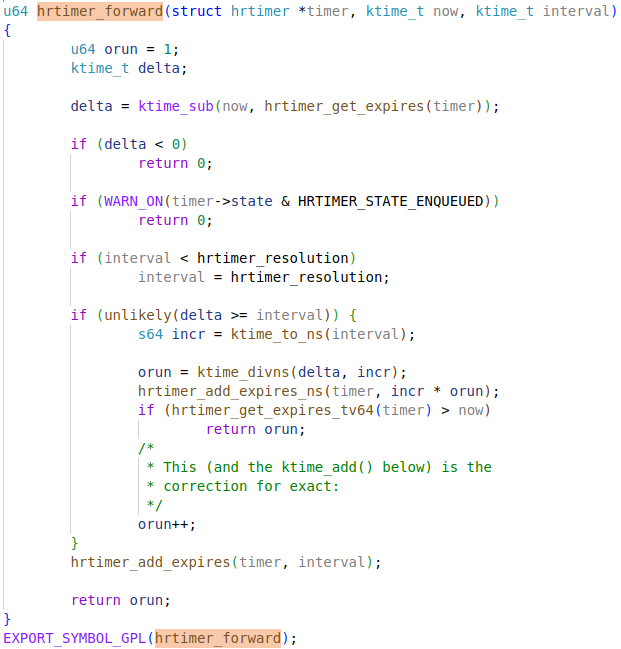 u64 hrtimer_forward(struct hrtimer *timer, ktime_t now, ktime_t interval)
{
        u64 orun = 1;
        ktime_t delta;

        delta = ktime_sub(now, hrtimer_get_expires(timer));

        if (delta < 0)
                return 0;

        if (WARN_ON(timer->state & HRTIMER_STATE_ENQUEUED))
                return 0;

        if (interval < hrtimer_resolution)
                interval = hrtimer_resolution;

        if (unlikely(delta >= interval)) {
                s64 incr = ktime_to_ns(interval);

                orun = ktime_divns(delta, incr);
                hrtimer_add_expires_ns(timer, incr * orun);
                if (hrtimer_get_expires_tv64(timer) > now)
                        return orun;
                /*
                 * This (and the ktime_add() below) is the
                 * correction for exact:
                 */
                orun++;
        }
        hrtimer_add_expires(timer, interval);

        return orun;
}
EXPORT_SYMBOL_GPL(hrtimer_forward);